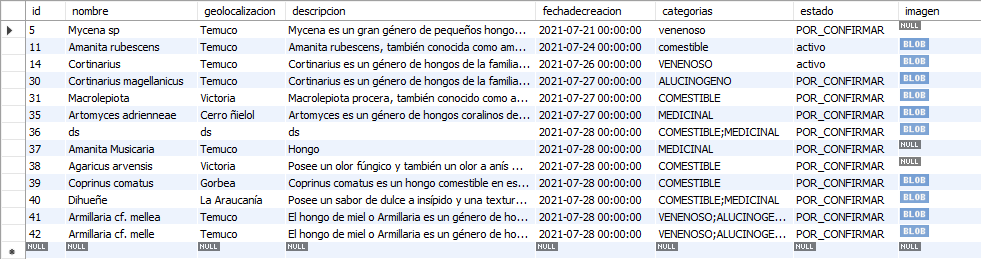 id nombre geolocalizacion descripcion fechadecreacion categorias estado imagen
5 Mycena sp Temuco Mycena es un gran género de pequeños hongo... 2021-07-21 00:00:00 venenoso POR_CONFIRMAR NULL
11 Amanita rubescens Temuco Amanita rubescens, también conocida como am... 2021-07-24 00:00:00 comestible activo BLOB
14 Cortinarius Temuco Cortinarius es un género de hongos de la familia... 2021-07-26 00:00:00 VENENOSO activo BLOB
30 Cortinarius magellanicus Temuco Cortinarius es un género de hongos de la familia... 2021-07-27 00:00:00 ALUCINOGENO POR_CONFIRMAR BLOB
31 Macrolepiota Victoria Macrolepiota procera, también conocido como a... 2021-07-27 00:00:00 COMESTIBLE POR_CONFIRMAR BLOB
35 Artomyces adrienneae Cerro ñielol Artomyces es un género de hongos coralinos de... 2021-07-27 00:00:00 MEDICINAL POR_CONFIRMAR BLOB
36 ds ds ds 2021-07-28 00:00:00 COMESTIBLE;MEDICINAL POR_CONFIRMAR BLOB
37 Amanita Musicaria Temuco Hongo 2021-07-28 00:00:00 MEDICINAL POR_CONFIRMAR NULL
38 Agaricus arvensis Victoria Posee un olor fúngico y también un olor a anís ... 2021-07-28 00:00:00 COMESTIBLE POR_CONFIRMAR NULL
39 Coprinus comatus Gorbea Coprinus comatus es un hongo comestible en es... 2021-07-28 00:00:00 COMESTIBLE POR_CONFIRMAR BLOB
40 Dihueñe La Araucanía Posee un sabor de dulce a insípido y una textur... 2021-07-28 00:00:00 COMESTIBLE;MEDICINAL POR_CONFIRMAR BLOB
41 Armillaria cf. mellea Temuco El hongo de miel o Armillaria es un género de ho... 2021-07-28 00:00:00 VENENOSO;ALUCINOGE... POR_CONFIRMAR BLOB
42 Armillaria cf. melle Temuco El hongo de miel o Armillaria es un género de ho... 2021-07-28 00:00:00 VENENOSO;ALUCINOGE... POR_CONFIRMAR BLOB
NULL NULL NULL NULL NULL NULL NULL NULL